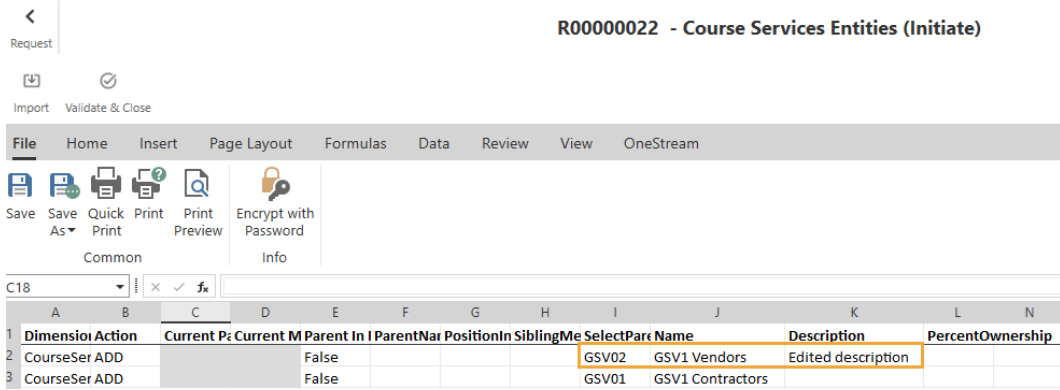 Request
R00000022 - Course Services Entities (Initiate)
Import Validate & Close
File Home Insert Page Layout Formulas Data Review View OneStream
Save Save As Quick Print Print Print Preview Encrypt with Password
Common Info
C18 fx
A B C D E F G H I J K L N
1 Dimension Action Current Pa Current M Parent In I ParentNar PositionIn SiblingMe SelectPare Name Description PercentOwnership
2 CourseSer ADD False GSV02 GSV1 Vendors Edited description
3 CourseSer ADD False GSV01 GSV1 Contractors